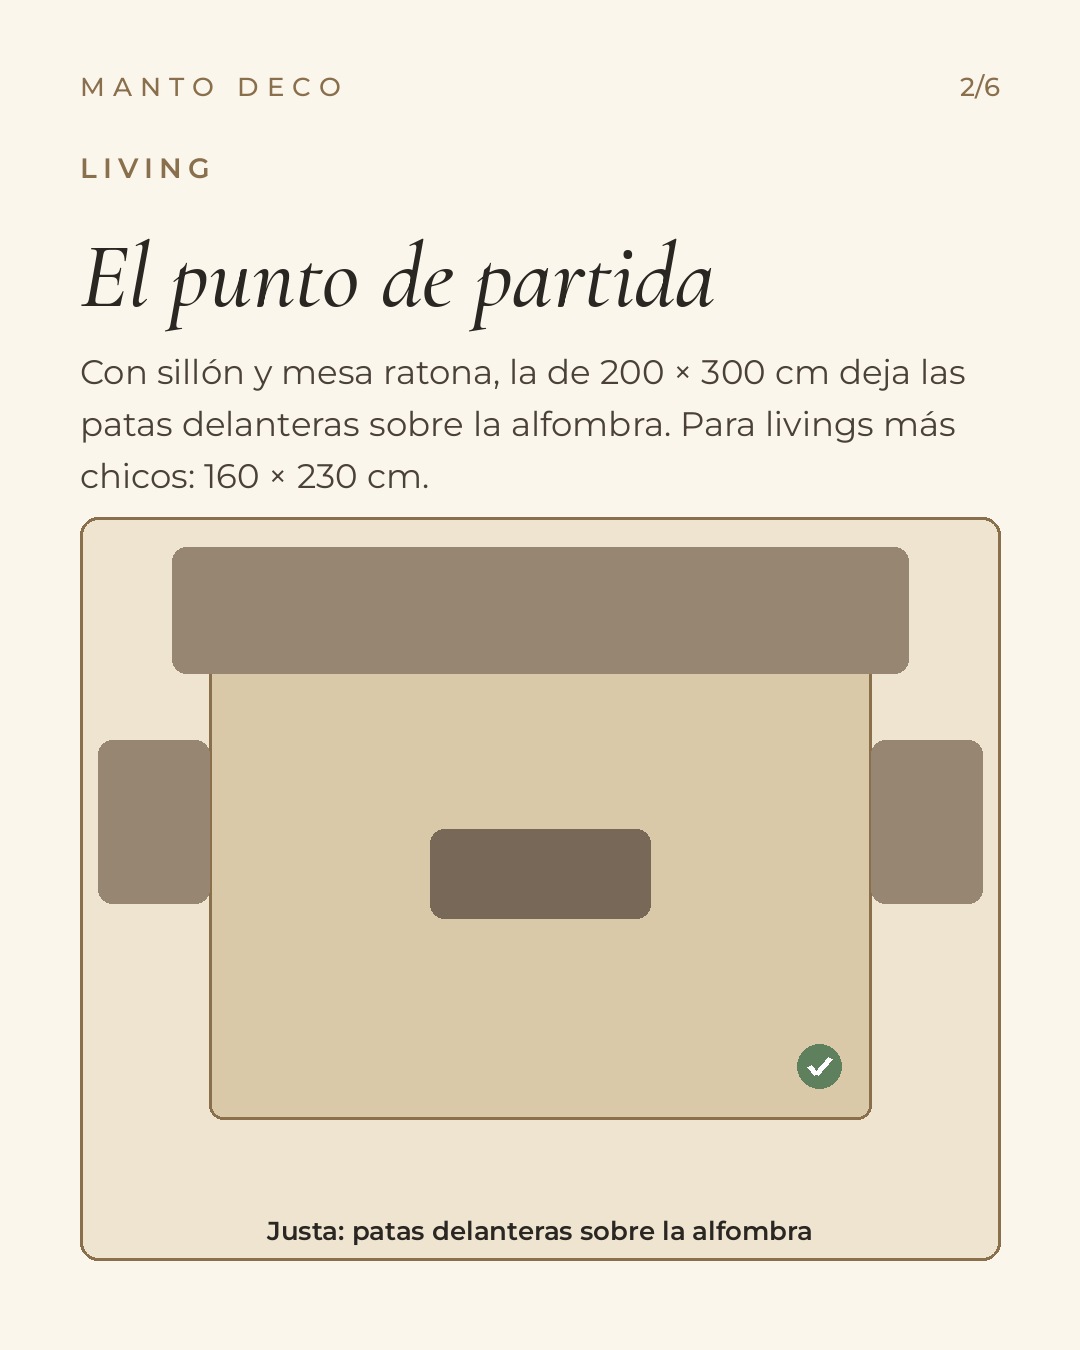 MANTO DECO
2/6
LIVING
El punto de partida
Con sillón y mesa ratona, la de 200 × 300 cm deja las
patas delanteras sobre la alfombra. Para livings más
chicos: 160 × 230 cm.
Justa: patas delanteras sobre la alfombra